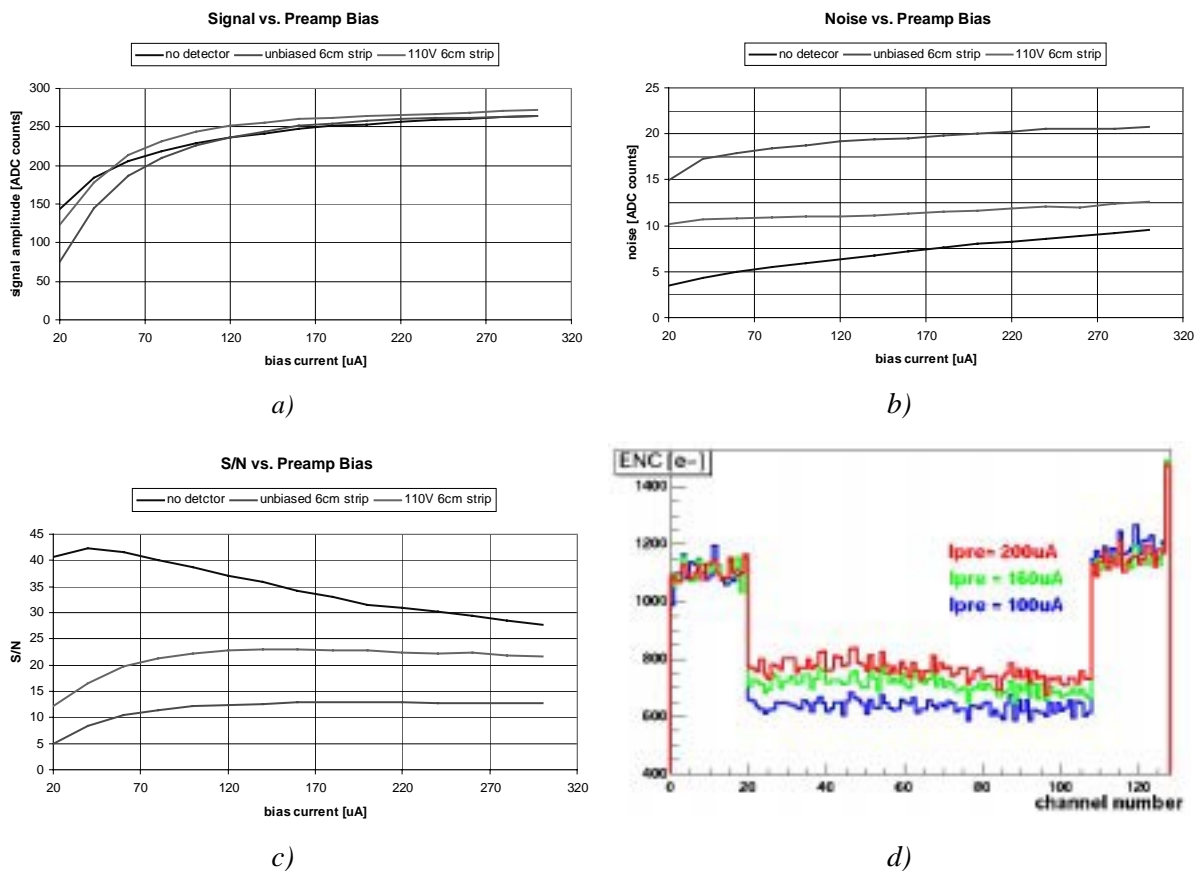 Signal vs. Preamp Bias
no detecor unbiased 6cm strip 110V 6cm strip
signal amplitude [ADC counts]
300
250
200
150
100
50
0
20 70 120 170 220 270 320
bias current [uA]
a)
Noise vs. Preamp Bias
no detector unbiased 6cm strip 110V 6cm strip
noise [ADC counts]
25
20
15
10
5
0
20 70 120 170 220 270 320
bias current [uA]
b)
S/N vs. Preamp Bias
no detctor unbiased 6cm strip 110V 6cm strip
S/N
45
40
35
30
25
20
15
10
5
0
20 70 120 170 220 270 320
bias current [uA]
c)
ENC [e-]
1400
1200
1000
800
600
400
Ipre= 200uA
Ipre = 160uA
Ipre = 100uA
0 20 40 60 80 100 120
channel number
d)